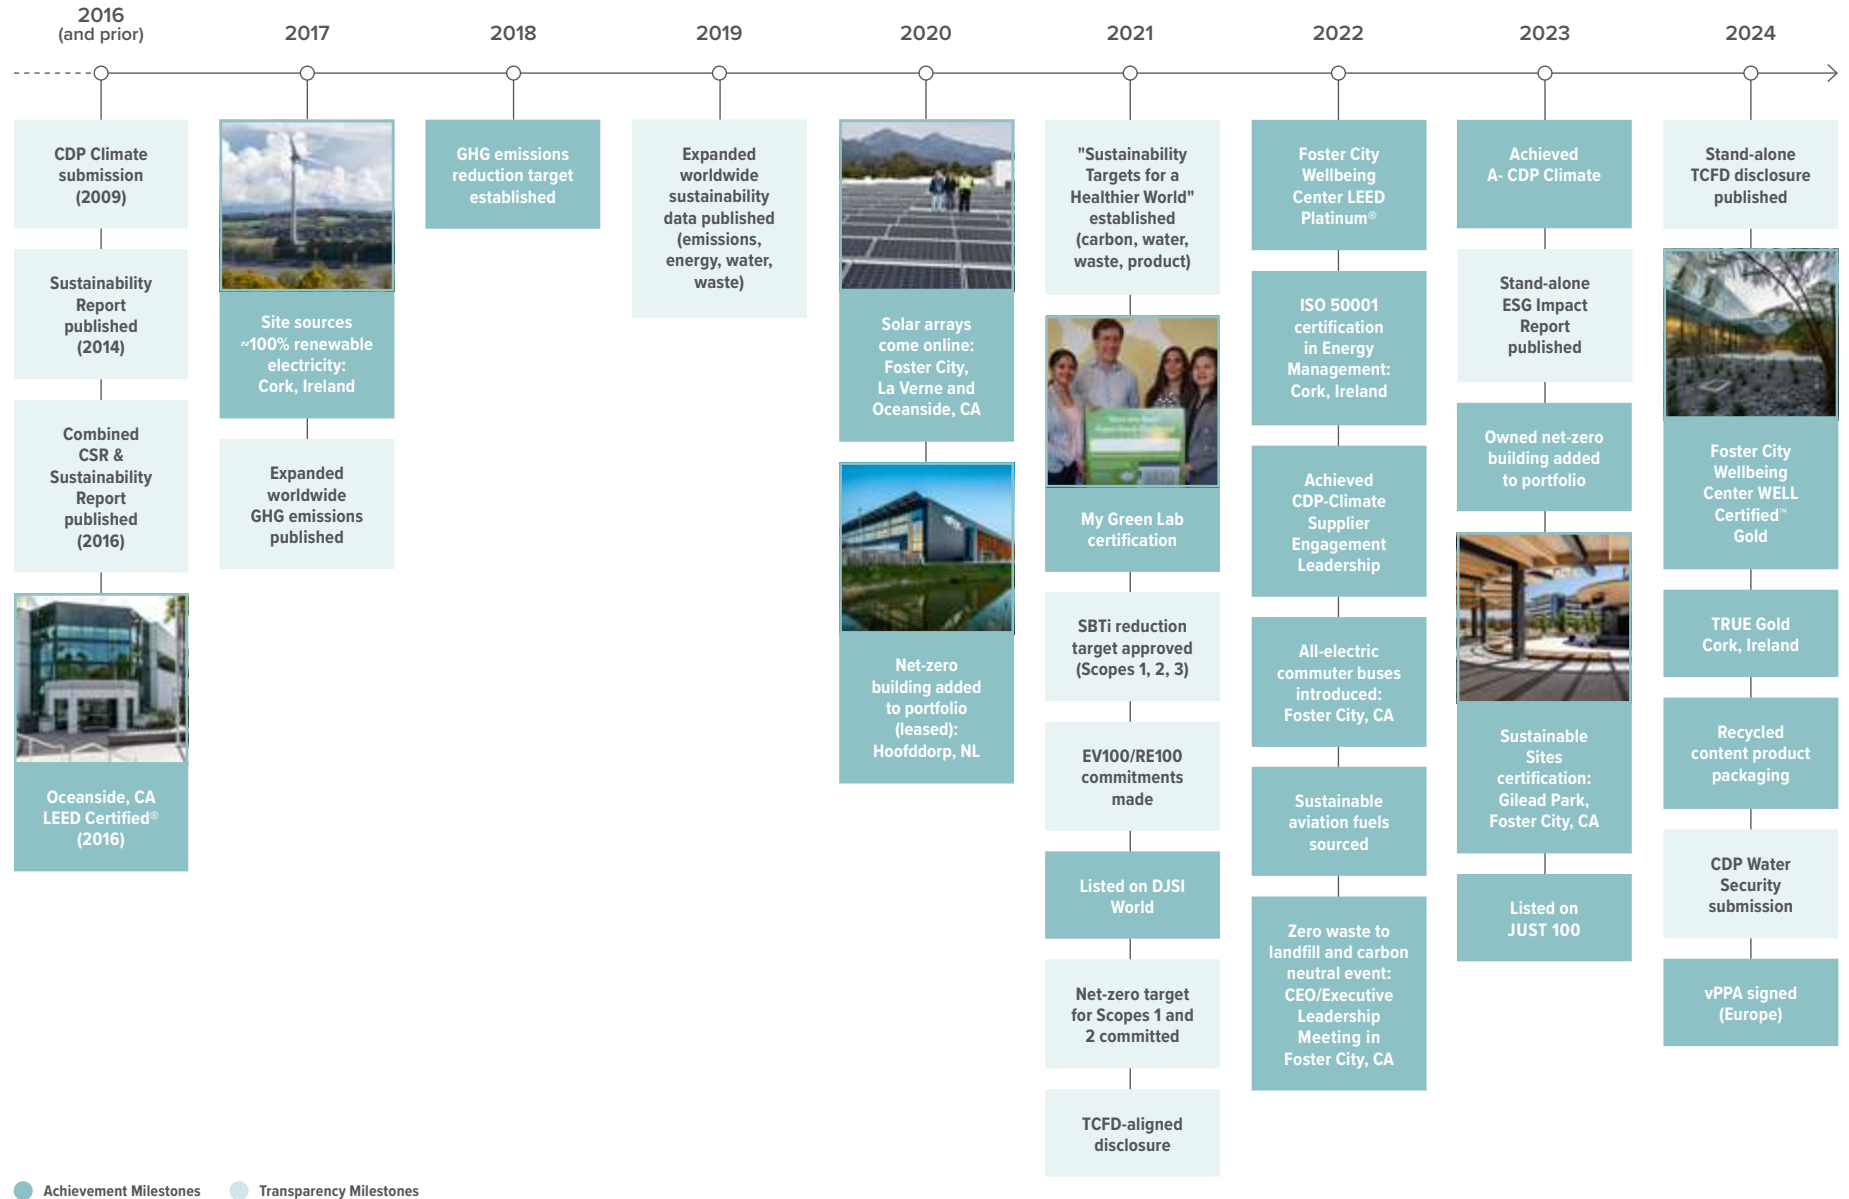 2016
(and prior)
2017
2018
2019
2020
2021
2022
2023
2024
CDP Climate
submission
(2009)
Sustainability
Report
published
(2014)
Combined
CSR &
Sustainability
Report
published
(2016)
Oceanside, CA
LEED Certified®
(2016)
Site sources
~100% renewable
electricity:
Cork, Ireland
Expanded
worldwide
GHG emissions
published
GHG emissions
reduction target
established
Expanded
worldwide
sustainability
data published
(emissions,
energy, water,
waste)
Solar arrays
come online:
Foster City,
La Verne and
Oceanside, CA
Net-zero
building added
to portfolio
(leased):
Hoofddorp, NL
"Sustainability
Targets for a
Healthier World"
established
(carbon, water,
waste, product)
My Green Lab
certification
SBTi reduction
target approved
(Scopes 1, 2, 3)
EV100/RE100
commitments
made
Listed on DJSI
World
Net-zero target
for Scopes 1 and
2 committed
TCFD-aligned
disclosure
Foster City
Wellbeing
Center LEED
Platinum®
ISO 50001
certification
in Energy
Management:
Cork, Ireland
Achieved
CDP-Climate
Supplier
Engagement
Leadership
All-electric
commuter buses
introduced:
Foster City, CA
Sustainable
aviation fuels
sourced
Zero waste to
landfill and carbon
neutral event:
CEO/Executive
Leadership
Meeting in
Foster City, CA
Achieved
A- CDP Climate
Stand-alone
ESG Impact
Report
published
Owned net-zero
building added
to portfolio
Sustainable
Sites
certification:
Gilead Park,
Foster City, CA
Listed on
JUST 100
Stand-alone
TCFD disclosure
published
Foster City
Wellbeing
Center WELL
Certified™
Gold
TRUE Gold
Cork, Ireland
Recycled
content product
packaging
CDP Water
Security
submission
vPPA signed
(Europe)
Achievement Milestones
Transparency Milestones